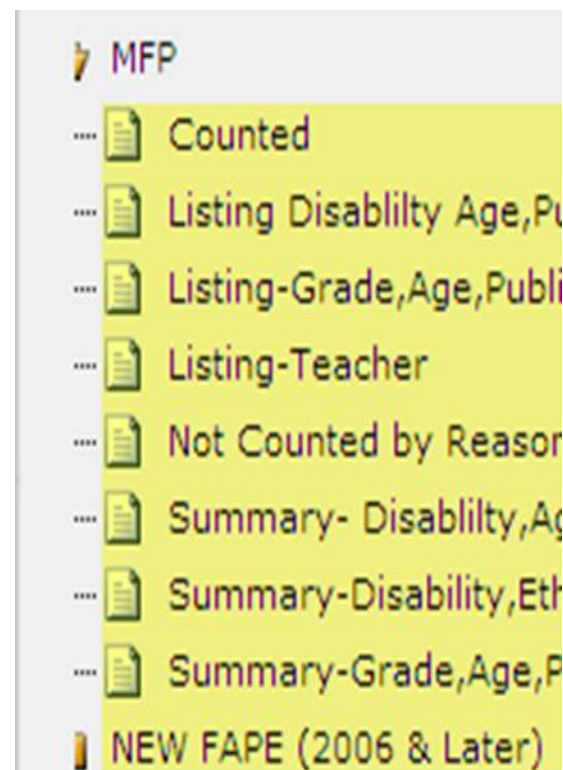 MFP
Counted
Listing Disablilty Age,Pu
Listing-Grade,Age,Publi
Listing-Teacher
Not Counted by Reason
Summary- Disablilty,Ag
Summary-Disability,Eth
Summary-Grade,Age,P
NEW FAPE (2006 & Later)